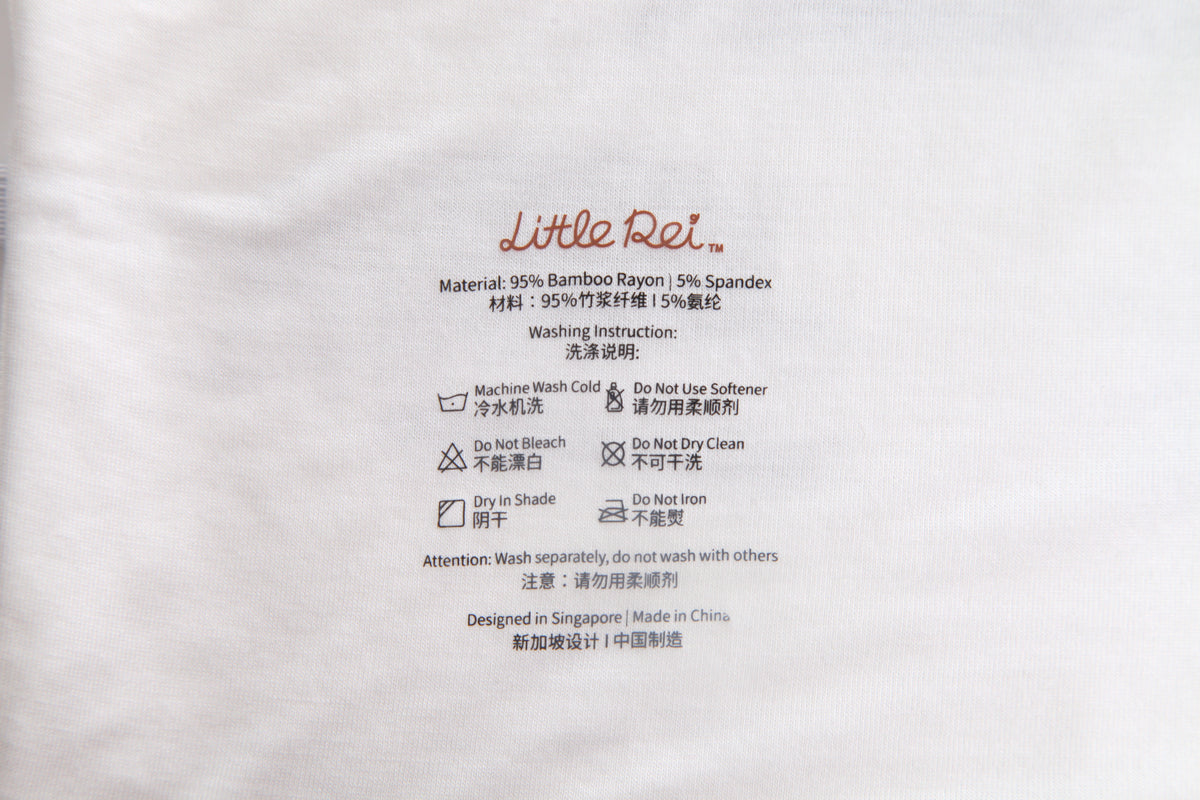 Little Rei™
Material: 95% Bamboo Rayon | 5% Spandex
材料：95%竹浆纤维 | 5%氨纶
Washing Instruction:
洗涤说明:
Machine Wash Cold
冷水机洗
Do Not Use Softener
请勿用柔顺剂
Do Not Bleach
不能漂白
Do Not Dry Clean
不可干洗
Dry In Shade
阴干
Do Not Iron
不能熨
Attention: Wash separately, do not wash with others
注意：请勿用柔顺剂
Designed in Singapore | Made in China
新加坡设计 | 中国制造